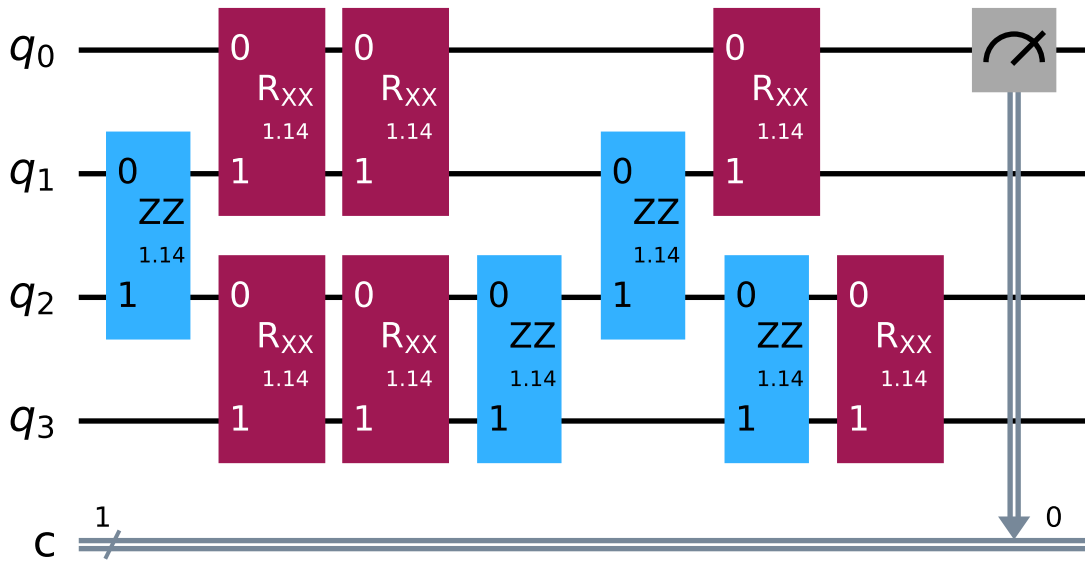 q0 0 0 0
RXX RXX RXX
1.14 1.14 1.14
q1 0 1 1 0 1
ZZ ZZ
1.14 1.14
q2 1 0 0 0 1 0 0
RXX RXX ZZ ZZ RXX
1.14 1.14 1.14 1.14 1.14
q3 1 1 1 1 1
1 0
c